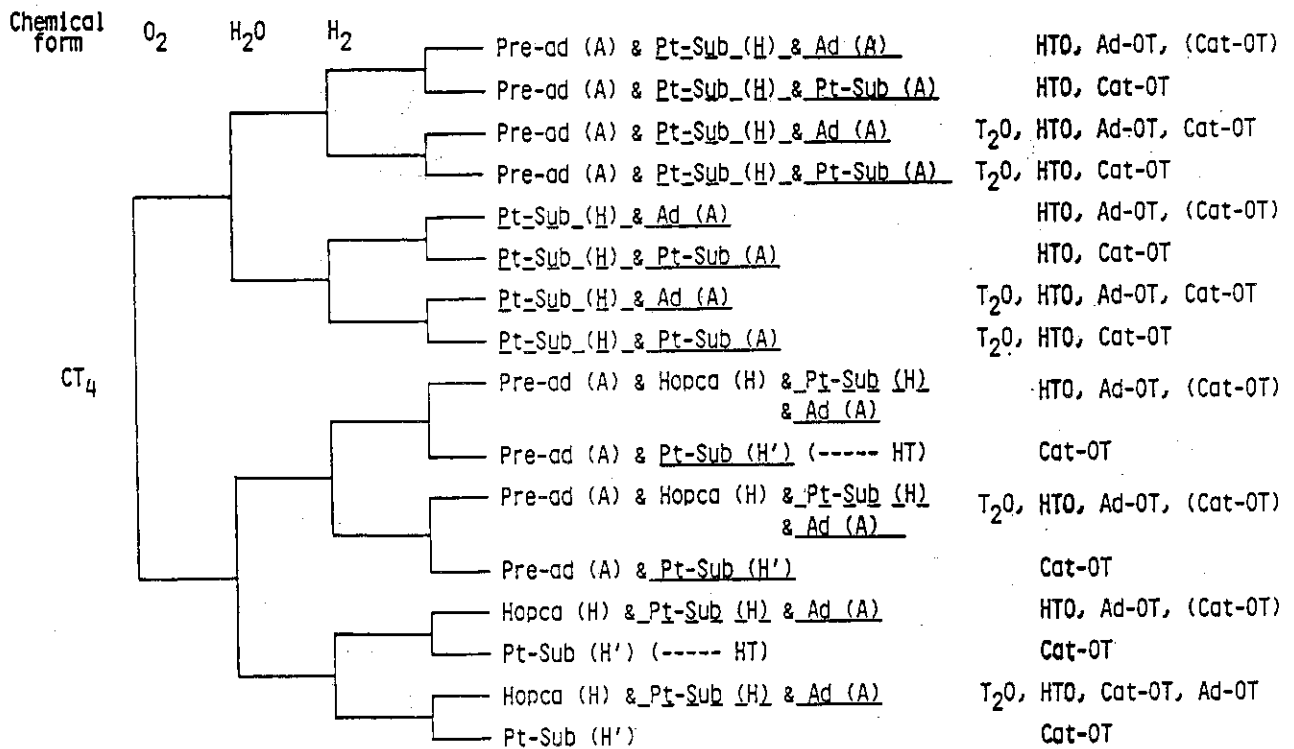 Chemical form O₂ H₂O H₂
Pre-ad (A) & Pt-Sub (H) & Ad (A) HTO, Ad-OT, (Cat-OT)
Pre-ad (A) & Pt-Sub (H) & Pt-Sub (A) HTO, Cat-OT
Pre-ad (A) & Pt-Sub (H) & Ad (A) T₂O, HTO, Ad-OT, Cat-OT
Pre-ad (A) & Pt-Sub (H) & Pt-Sub (A) T₂O, HTO, Cat-OT
Pt-Sub (H) & Ad (A) HTO, Ad-OT, (Cat-OT)
Pt-Sub (H) & Pt-Sub (A) HTO, Cat-OT
Pt-Sub (H) & Ad (A) T₂O, HTO, Ad-OT, Cat-OT
Pt-Sub (H) & Pt-Sub (A) T₂O, HTO, Cat-OT
CT₄
Pre-ad (A) & Hopca (H) & Pt-Sub (H) HTO, Ad-OT, (Cat-OT)
& Ad (A)
Pre-ad (A) & Pt-Sub (H') (----- HT) Cat-OT
Pre-ad (A) & Hopca (H) & Pt-Sub (H) T₂O, HTO, Ad-OT, (Cat-OT)
& Ad (A)
Pre-ad (A) & Pt-Sub (H') Cat-OT
Hopca (H) & Pt-Sub (H) & Ad (A) HTO, Ad-OT, (Cat-OT)
Pt-Sub (H') (----- HT) Cat-OT
Hopca (H) & Pt-Sub (H) & Ad (A) T₂O, HTO, Cat-OT, Ad-OT
Pt-Sub (H') Cat-OT